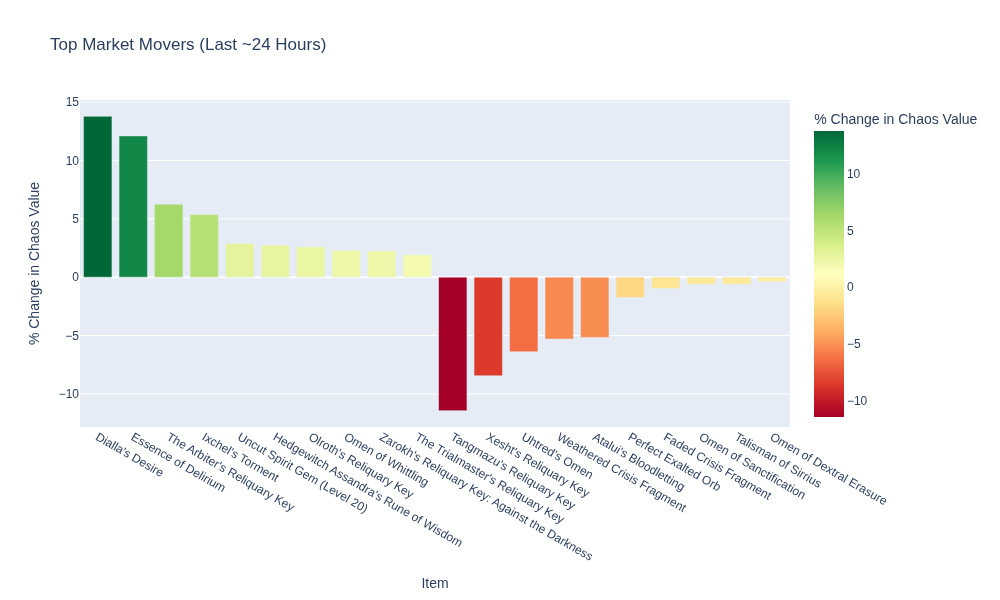 Top Market Movers (Last ~24 Hours)
% Change in Chaos Value
15
10
5
0
−5
−10
% Change in Chaos Value
10
5
0
−5
−10
Dialla's Desire
Essence of Delirium
The Arbiter's Reliquary Key
Ixchel's Torment
Uncut Spirit Gem (Level 20)
Hedgewitch Assandra's Rune of Wisdom
Olroth's Reliquary Key
Omen of Whittling
Zarokh's Reliquary Key: Against the Darkness
The Trialmaster's Reliquary Key
Tangmazu's Reliquary Key
Xesht's Reliquary Key
Uhtred's Omen
Weathered Crisis Fragment
Atalui's Bloodletting
Perfect Exalted Orb
Faded Crisis Fragment
Omen of Sanctification
Talisman of Sirrius
Omen of Dextral Erasure
Item